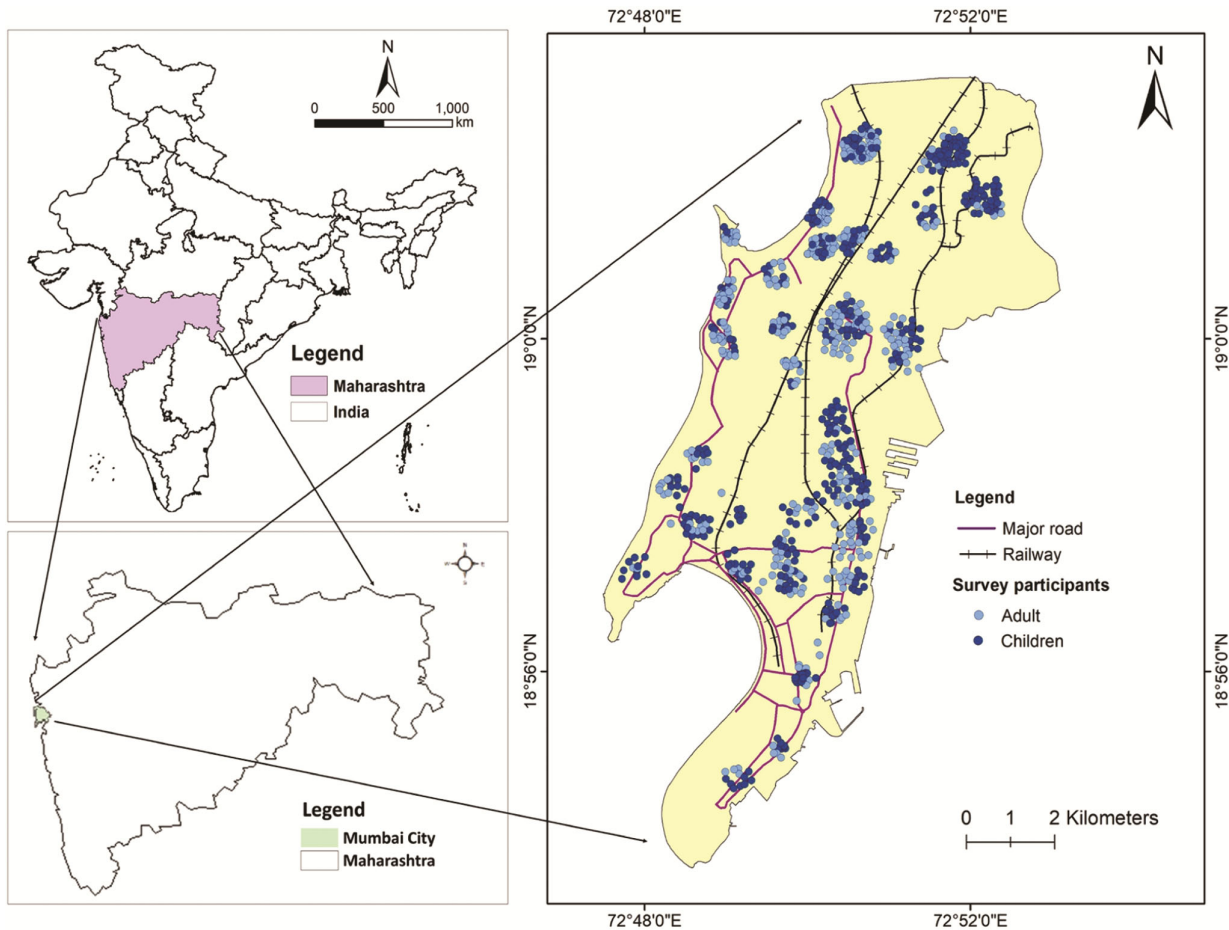 N
0 500 1,000
km
Legend
Maharashtra
India
Legend
Mumbai City
Maharashtra
72°48'0"E 72°52'0"E
N
19°0'0"N 19°0'0"N
Legend
Major road
Railway
Survey participants
Adult
Children
18°56'0"N 18°56'0"N
0 1 2 Kilometers
72°48'0"E 72°52'0"E